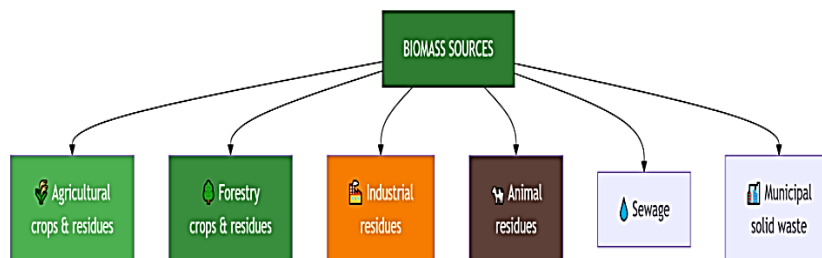 BIOMASS SOURCES
🌾 Agricultural
crops & residues
🌳 Forestry
crops & residues
🏭 Industrial
residues
🐕 Animal
residues
💧 Sewage
Municipal
solid waste